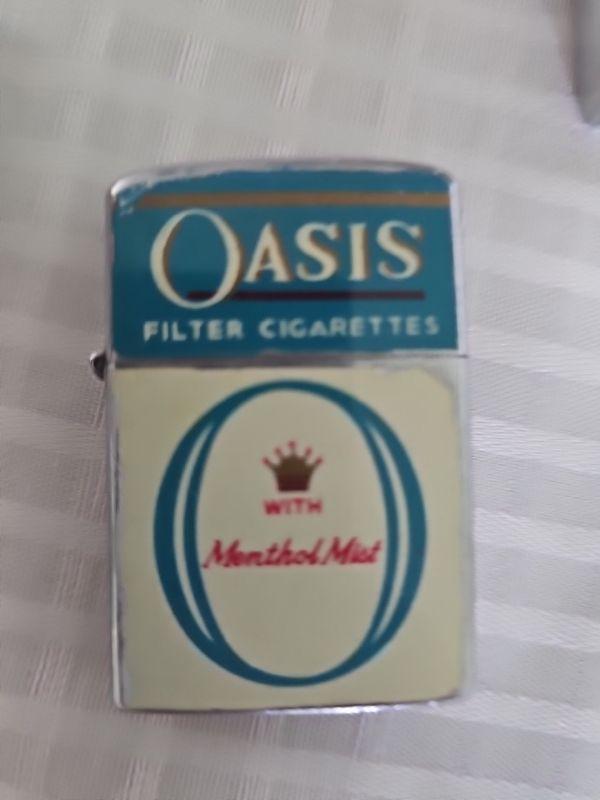 OASIS
FILTER CIGARETTES
WITH
Menthol Mist